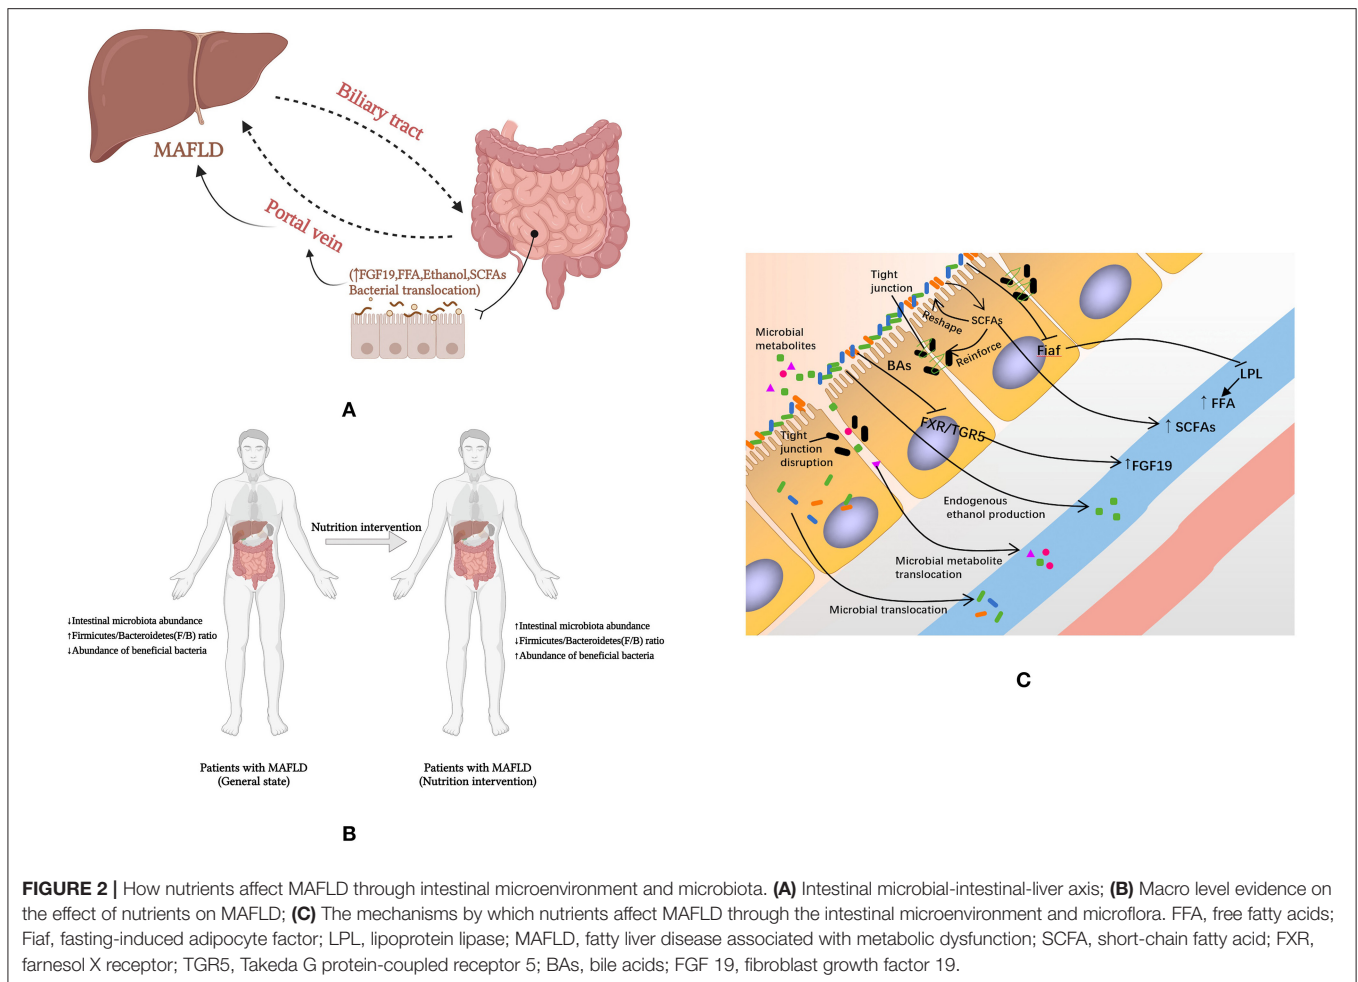 Biliary tract
MAFLD
Portal vein
(↑FGF19,FFA,Ethanol,SCFAs
Bacterial translocation)
A
Nutrition intervention
↓Intestinal microbiota abundance
↑Firmicutes/Bacteroidetes(F/B) ratio
↓Abundance of beneficial bacteria
↑Intestinal microbiota abundance
↓Firmicutes/Bacteroidetes(F/B) ratio
↑Abundance of beneficial bacteria
Patients with MAFLD
(General state)
Patients with MAFLD
(Nutrition intervention)
B
Tight
junction
Microbial
metabolites
SCFAs
Reshape
Reinforce
Fiaf
BAs
LPL
↑ FFA
↑ SCFAs
FXR/TGR5
↑FGF19
Tight
junction
disruption
Endogenous
ethanol production
Microbial metabolite
translocation
Microbial translocation
C
FIGURE 2 | How nutrients affect MAFLD through intestinal microenvironment and microbiota. (A) Intestinal microbial-intestinal-liver axis; (B) Macro level evidence on
the effect of nutrients on MAFLD; (C) The mechanisms by which nutrients affect MAFLD through the intestinal microenvironment and microflora. FFA, free fatty acids;
Fiaf, fasting-induced adipocyte factor; LPL, lipoprotein lipase; MAFLD, fatty liver disease associated with metabolic dysfunction; SCFA, short-chain fatty acid; FXR,
farnesol X receptor; TGR5, Takeda G protein-coupled receptor 5; BAs, bile acids; FGF 19, fibroblast growth factor 19.